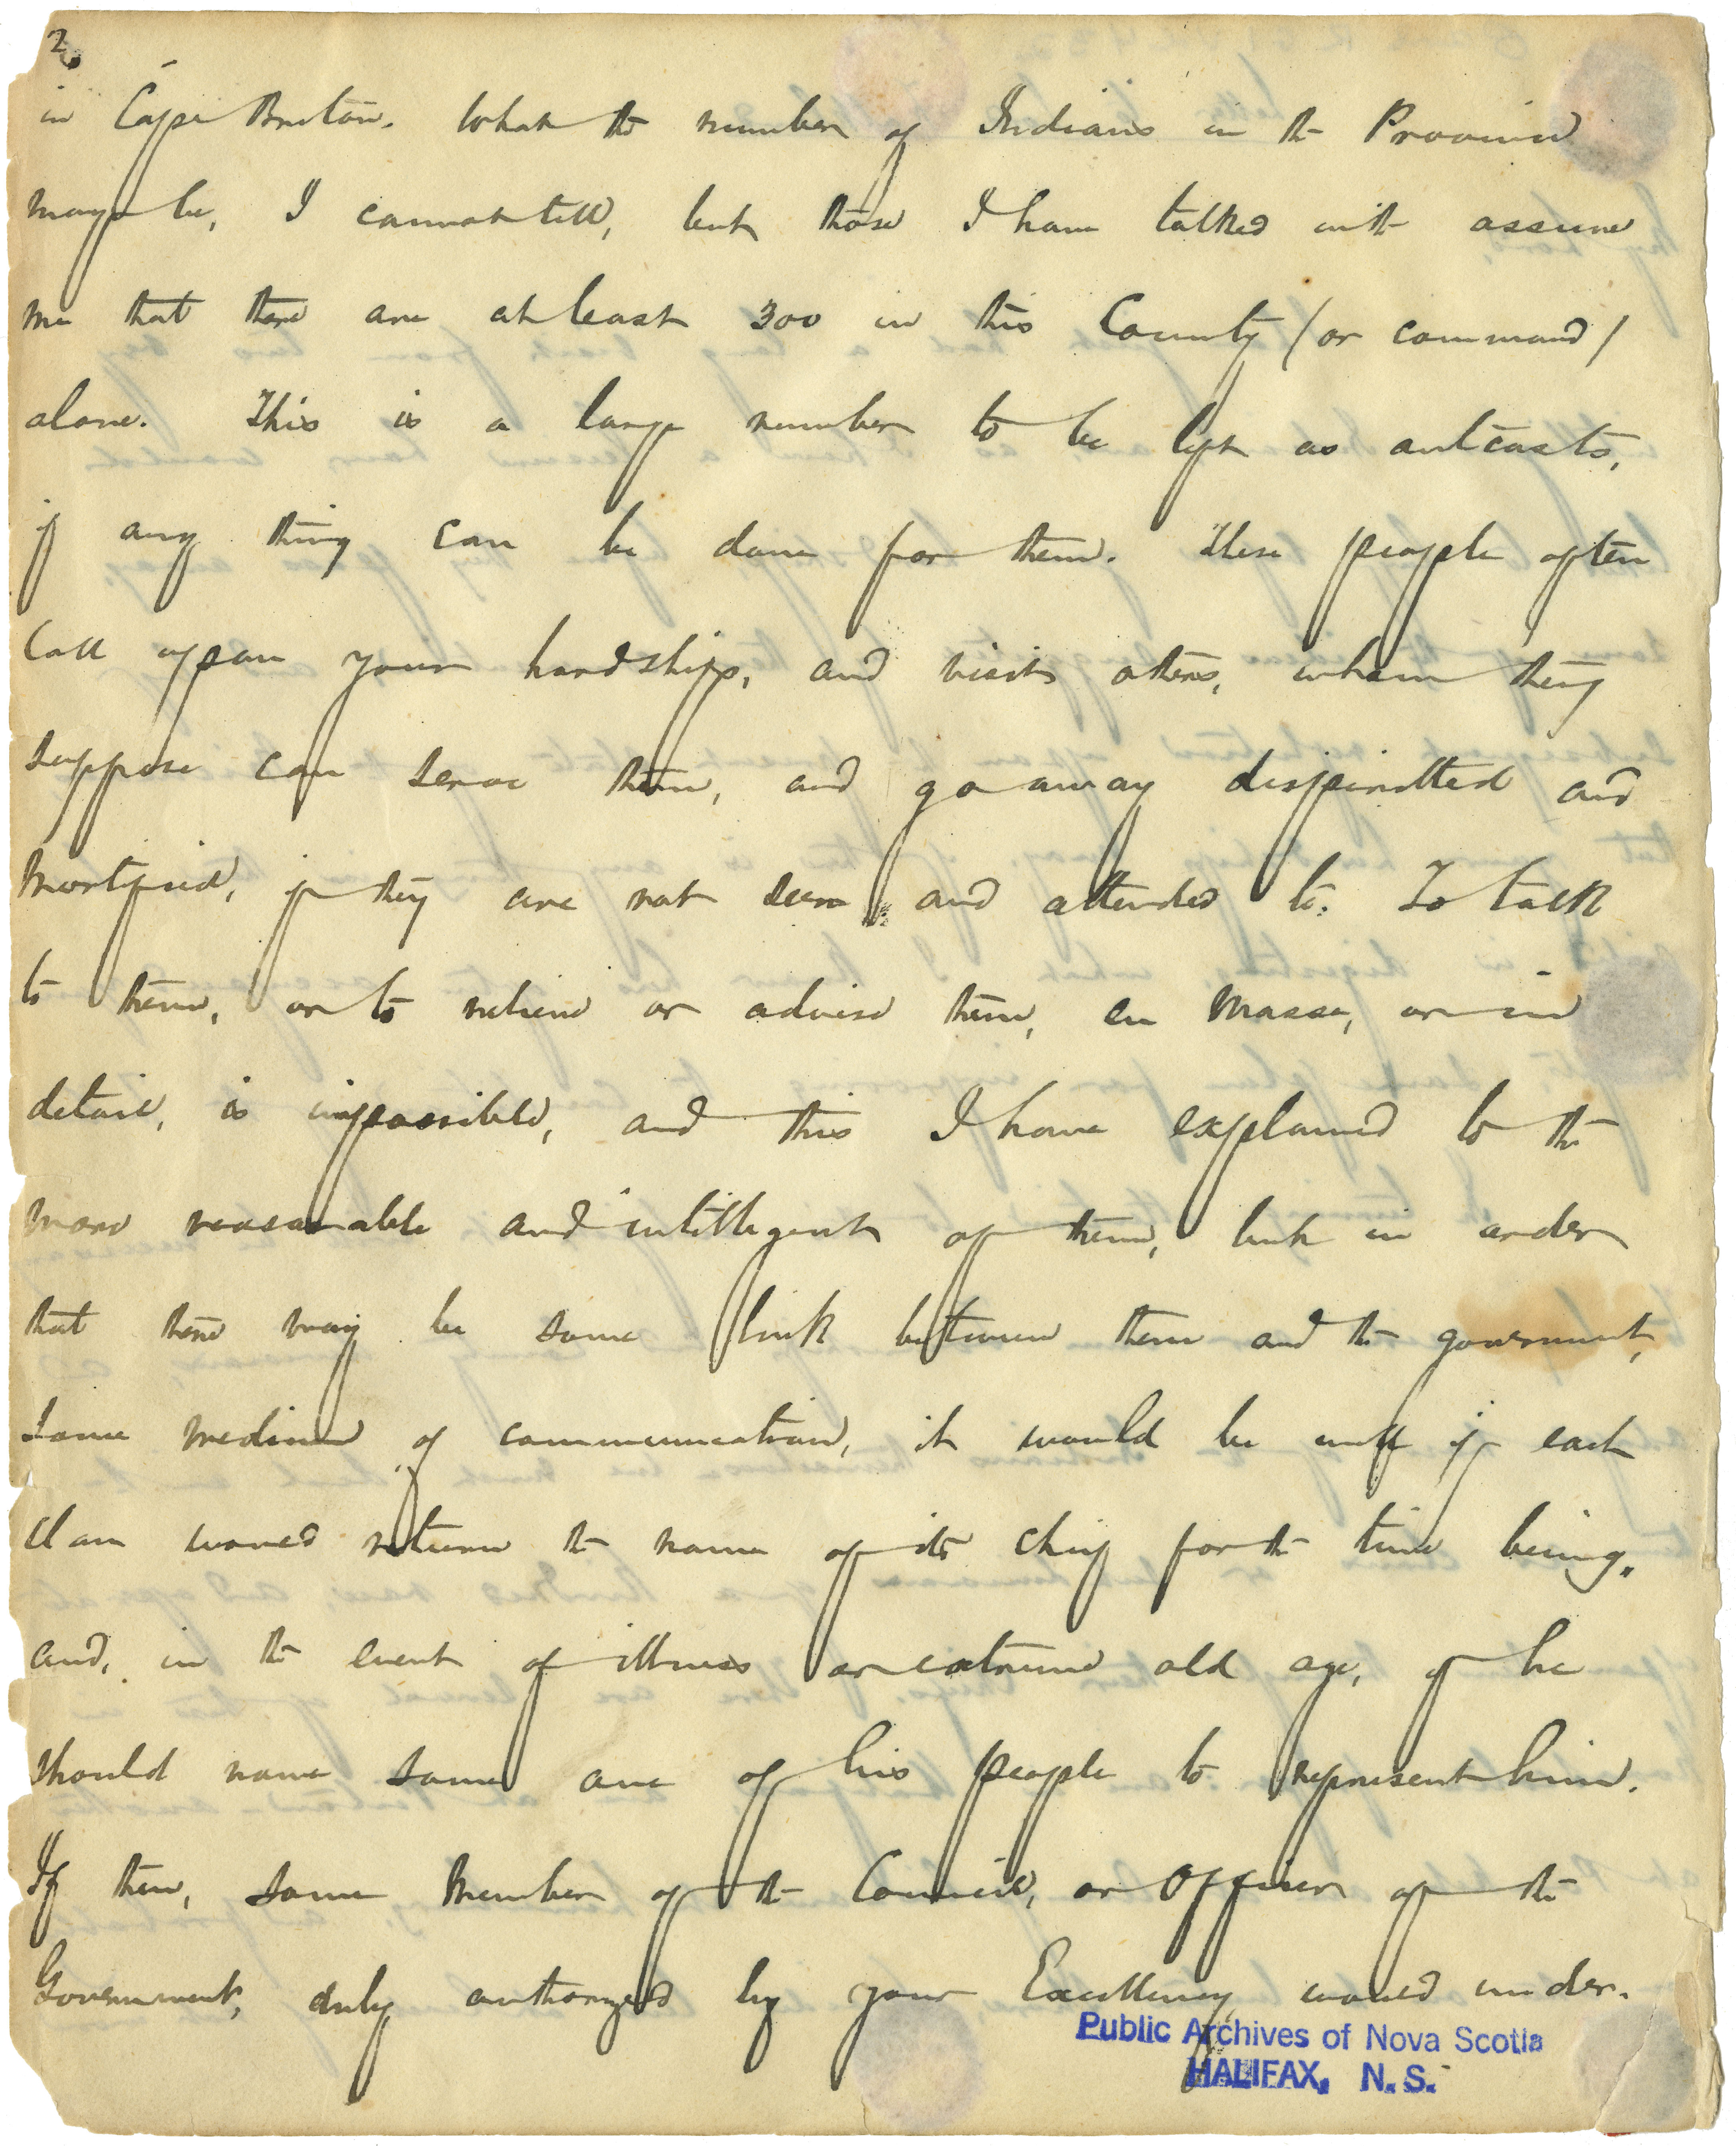 2
in Cape Breton. What the number of Indians in the Province
may be, I cannot tell, but those I have talked with assure
me that there are at least 300 in this County (or command)
alone. This is a large number to be left as outcasts,
if any thing can be done for them. These people often
call upon your hardships, and visit others, whom they
suppose can serve them, and go away dispiritted and
mortified, if they are not seen and attended to. To talk
to them, or to relieve or advise them, en masse, or in
detail, is impossible, and this I have explained to the
more reasonable and intelligent of them, but in order
that there may be some link between them and the government,
some medium of communication, it would be well if each
clan would return the name of its chief for the time being,
and, in the event of illness or extreme old age, if he
should name some one of his people to represent him.
If then, some Member of the Council, or Officer of the
Government, duly authorized by your Excellency would under-
Public Archives of Nova Scotia
HALIFAX, N.S.